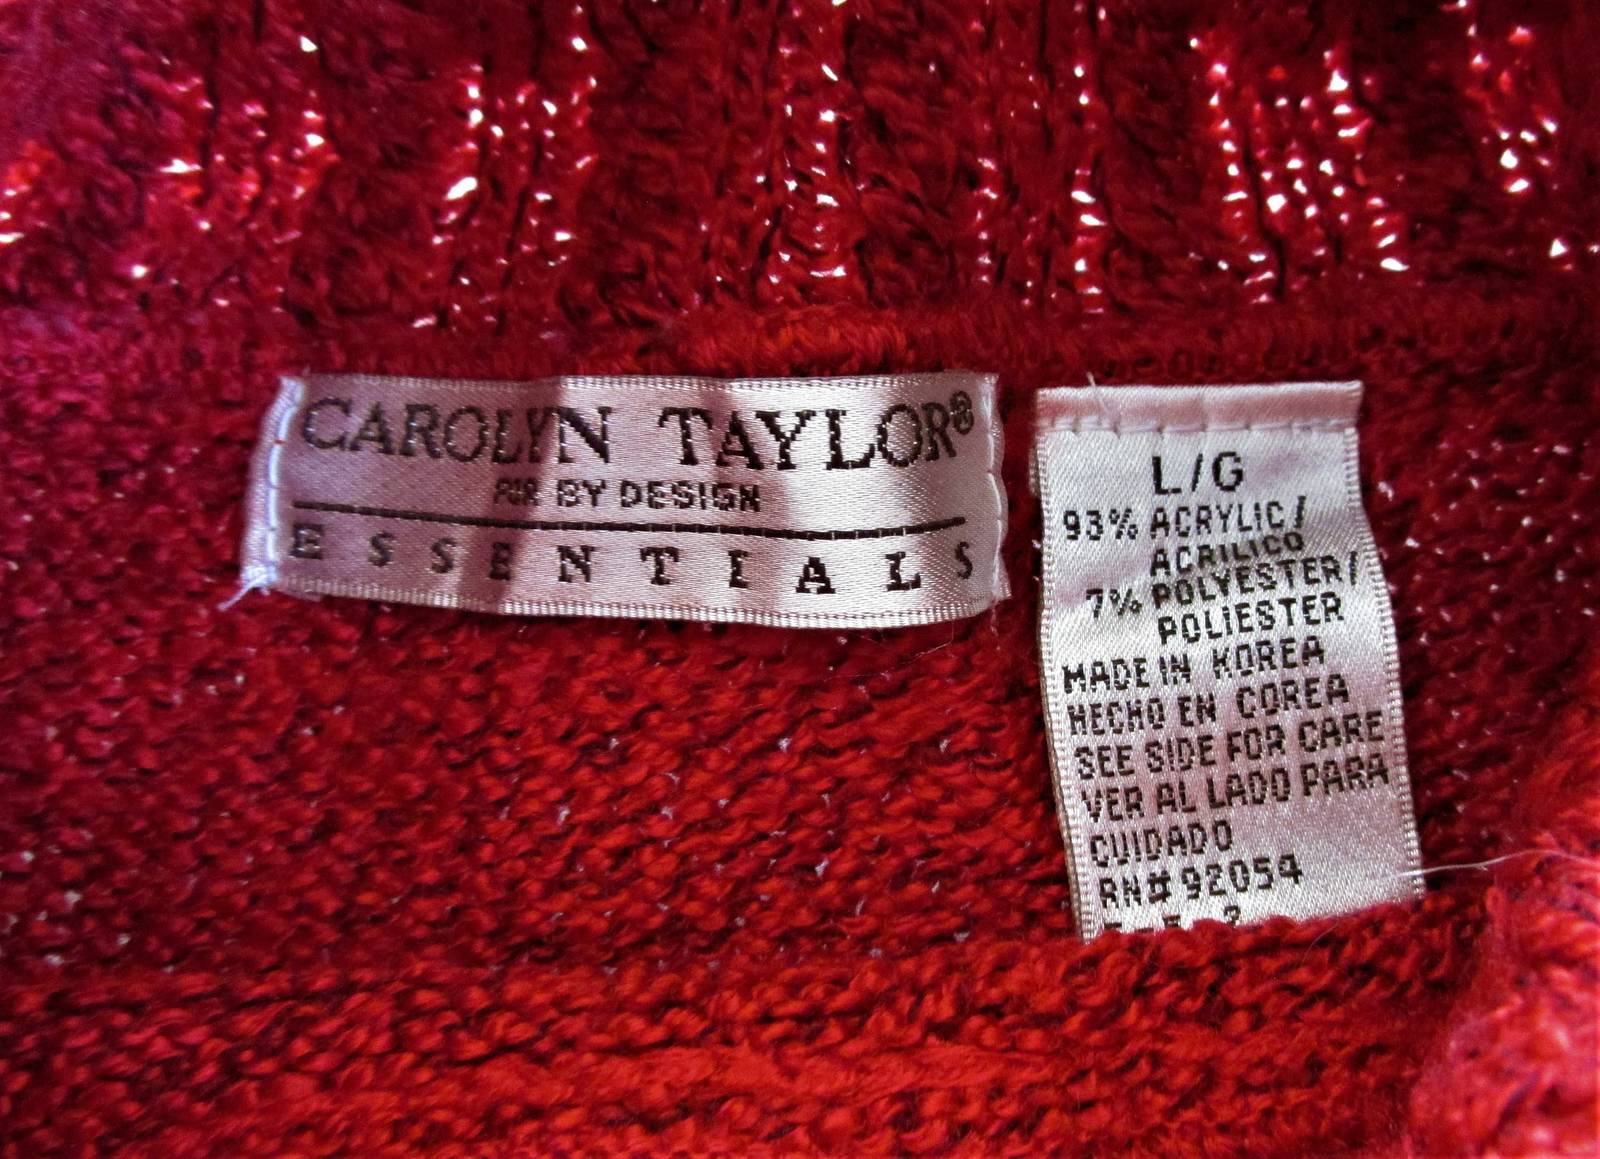 CAROLYN TAYLOR®
FOR BY DESIGN
ESSENTIALS
L/G
93% ACRYLIC/
ACRILICO
7% POLYESTER/
POLIESTER
MADE IN KOREA
HECHO EN COREA
SEE SIDE FOR CARE
VER AL LADO PARA
CUIDADO
RN#92054